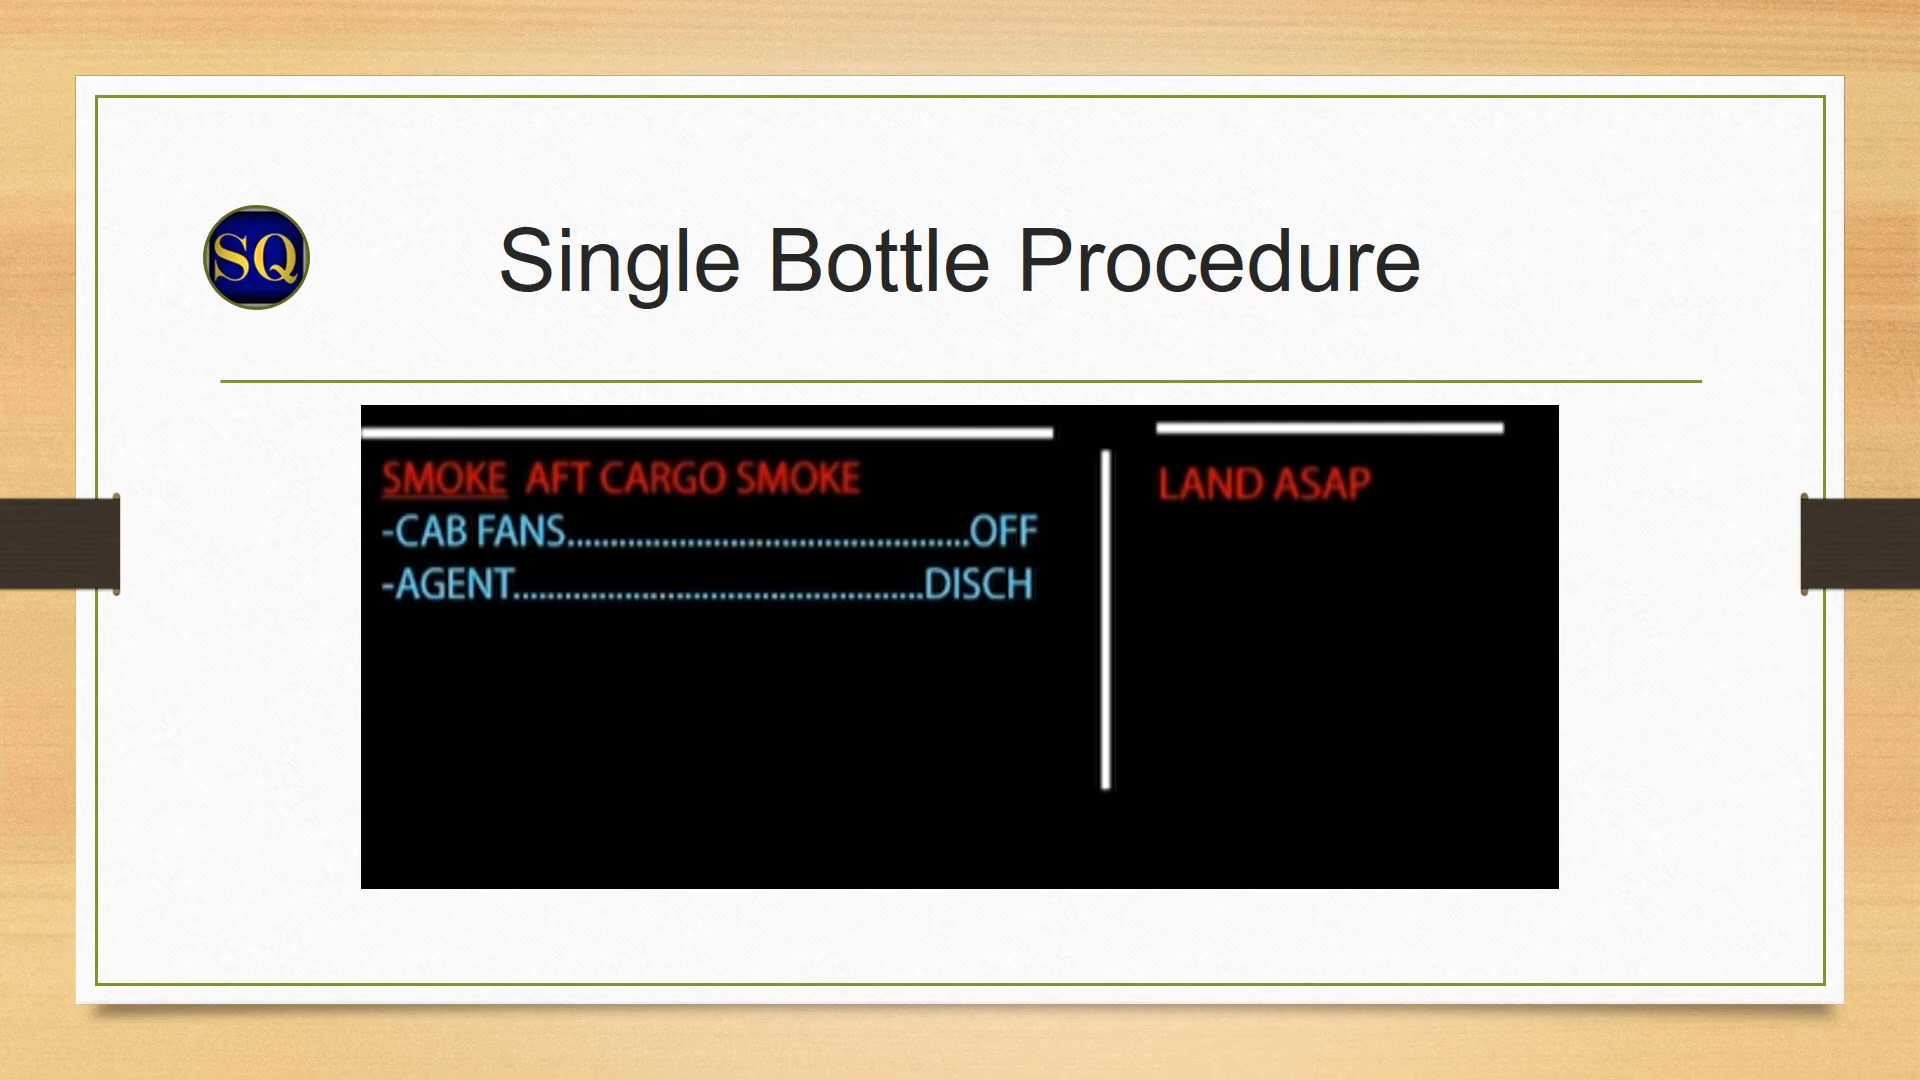 SQ
Single Bottle Procedure
SMOKE AFT CARGO SMOKE
-CAB FANS...............................................OFF
-AGENT................................................DISCH
LAND ASAP